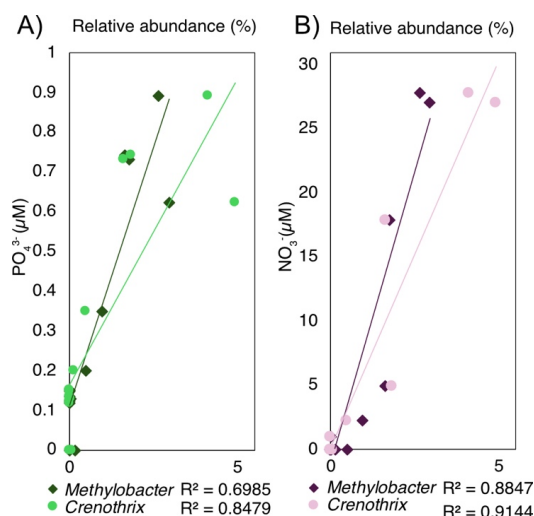 A)
Relative abundance (%)
1
0.9
0.8
0.7
0.6
0.5
0.4
0.3
0.2
0.1
0
PO₄³⁻(µM)
0
5
Methylobacter R² = 0.6985
Crenothrix R² = 0.8479
B)
Relative abundance (%)
30
25
20
15
10
5
0
NO₃⁻(µM)
0
5
Methylobacter R² = 0.8847
Crenothrix R² = 0.9144